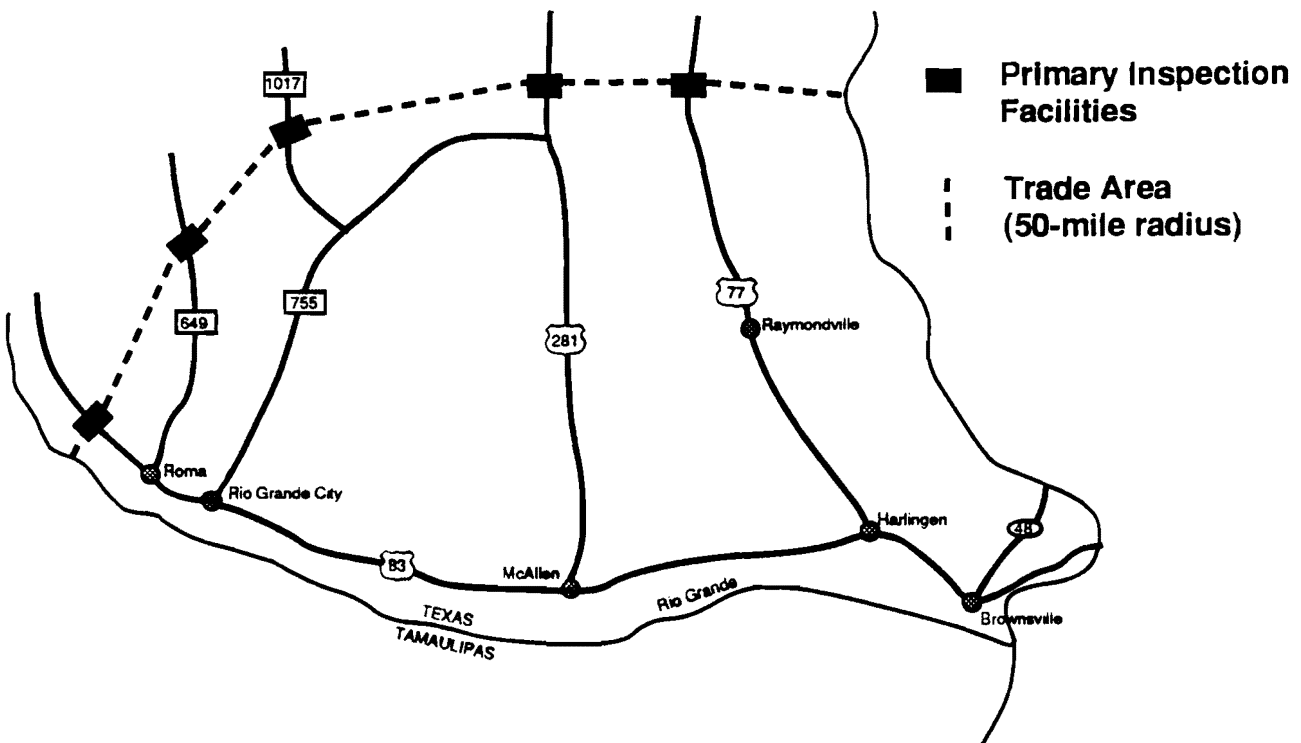 1017
Primary Inspection
Facilities
Trade Area
(50-mile radius)
755
77
649
Raymondville
281
Roma
Rio Grande City
Harlingen
48
83
McAllen
Rio Grande
TEXAS
TAMAULIPAS
Brownsville